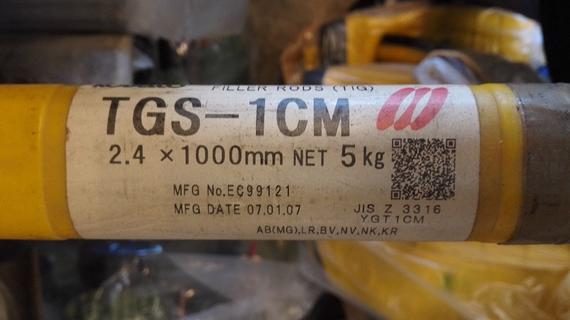 FILLER RODS (TIG)
TGS-1CM
2.4 ×1000mm NET 5kg
MFG No.EC99121
MFG DATE 07.01.07
JIS Z 3316
YGT1CM
AB(MG),LR,BV,NV,NK,KR